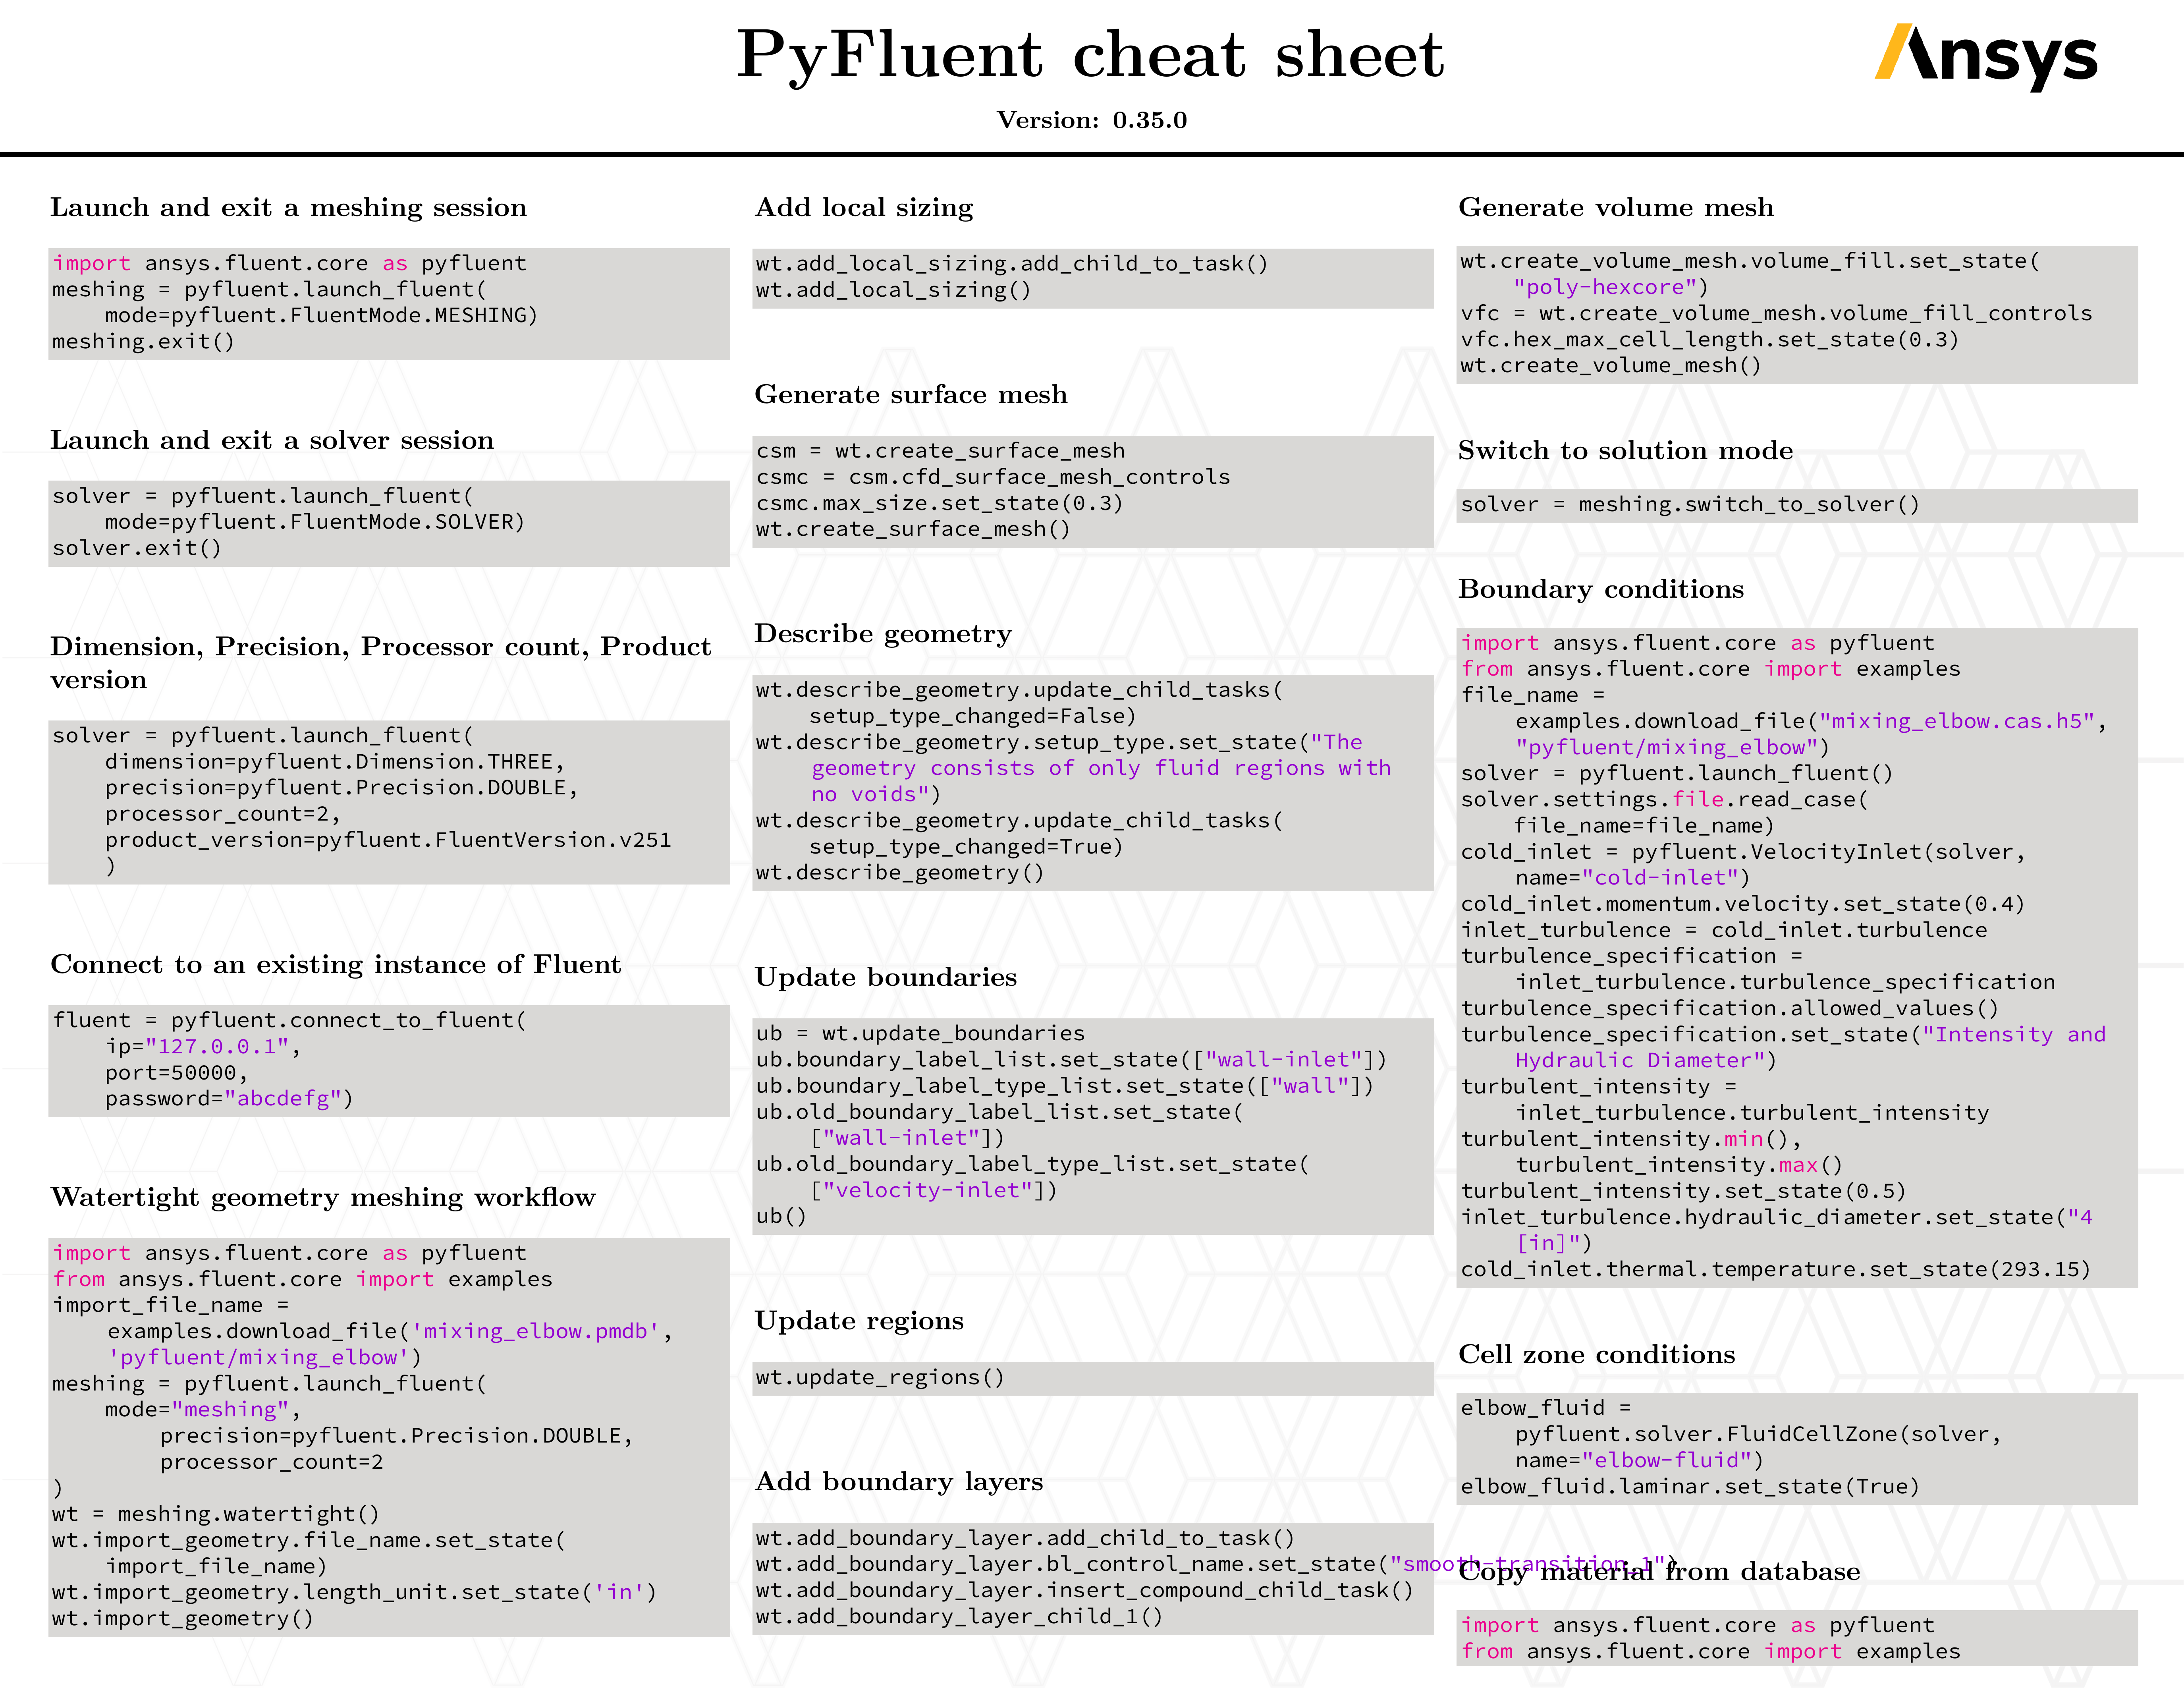 PyFluent cheat sheet
Ansys
Version: 0.35.0
Launch and exit a meshing session
import ansys.fluent.core as pyfluent
meshing = pyfluent.launch_fluent(
    mode=pyfluent.FluentMode.MESHING)
meshing.exit()
Launch and exit a solver session
solver = pyfluent.launch_fluent(
    mode=pyfluent.FluentMode.SOLVER)
solver.exit()
Dimension, Precision, Processor count, Product
version
solver = pyfluent.launch_fluent(
    dimension=pyfluent.Dimension.THREE,
    precision=pyfluent.Precision.DOUBLE,
    processor_count=2,
    product_version=pyfluent.FluentVersion.v251
    )
Connect to an existing instance of Fluent
fluent = pyfluent.connect_to_fluent(
    ip="127.0.0.1",
    port=50000,
    password="abcdefg")
Watertight geometry meshing workflow
import ansys.fluent.core as pyfluent
from ansys.fluent.core import examples
import_file_name =
    examples.download_file('mixing_elbow.pmdb',
    'pyfluent/mixing_elbow')
meshing = pyfluent.launch_fluent(
    mode="meshing",
        precision=pyfluent.Precision.DOUBLE,
        processor_count=2
)
wt = meshing.watertight()
wt.import_geometry.file_name.set_state(
    import_file_name)
wt.import_geometry.length_unit.set_state('in')
wt.import_geometry()
Add local sizing
wt.add_local_sizing.add_child_to_task()
wt.add_local_sizing()
Generate surface mesh
csm = wt.create_surface_mesh
csmc = csm.cfd_surface_mesh_controls
csmc.max_size.set_state(0.3)
wt.create_surface_mesh()
Describe geometry
wt.describe_geometry.update_child_tasks(
    setup_type_changed=False)
wt.describe_geometry.setup_type.set_state("The
    geometry consists of only fluid regions with
    no voids")
wt.describe_geometry.update_child_tasks(
    setup_type_changed=True)
wt.describe_geometry()
Update boundaries
ub = wt.update_boundaries
ub.boundary_label_list.set_state(["wall-inlet"])
ub.boundary_label_type_list.set_state(["wall"])
ub.old_boundary_label_list.set_state(
    ["wall-inlet"])
ub.old_boundary_label_type_list.set_state(
    ["velocity-inlet"])
ub()
Update regions
wt.update_regions()
Add boundary layers
wt.add_boundary_layer.add_child_to_task()
wt.add_boundary_layer.bl_control_name.set_state("smooth-transition_1")
wt.add_boundary_layer.insert_compound_child_task()
wt.add_boundary_layer_child_1()
Generate volume mesh
wt.create_volume_mesh.volume_fill.set_state(
    "poly-hexcore")
vfc = wt.create_volume_mesh.volume_fill_controls
vfc.hex_max_cell_length.set_state(0.3)
wt.create_volume_mesh()
Switch to solution mode
solver = meshing.switch_to_solver()
Boundary conditions
import ansys.fluent.core as pyfluent
from ansys.fluent.core import examples
file_name =
    examples.download_file("mixing_elbow.cas.h5",
    "pyfluent/mixing_elbow")
solver = pyfluent.launch_fluent()
solver.settings.file.read_case(
    file_name=file_name)
cold_inlet = pyfluent.VelocityInlet(solver,
    name="cold-inlet")
cold_inlet.momentum.velocity.set_state(0.4)
inlet_turbulence = cold_inlet.turbulence
turbulence_specification =
    inlet_turbulence.turbulence_specification
turbulence_specification.allowed_values()
turbulence_specification.set_state("Intensity and
    Hydraulic Diameter")
turbulent_intensity =
    inlet_turbulence.turbulent_intensity
turbulent_intensity.min(),
    turbulent_intensity.max()
turbulent_intensity.set_state(0.5)
inlet_turbulence.hydraulic_diameter.set_state("4
    [in]")
cold_inlet.thermal.temperature.set_state(293.15)
Cell zone conditions
elbow_fluid =
    pyfluent.solver.FluidCellZone(solver,
    name="elbow-fluid")
elbow_fluid.laminar.set_state(True)
Copy material from database
import ansys.fluent.core as pyfluent
from ansys.fluent.core import examples